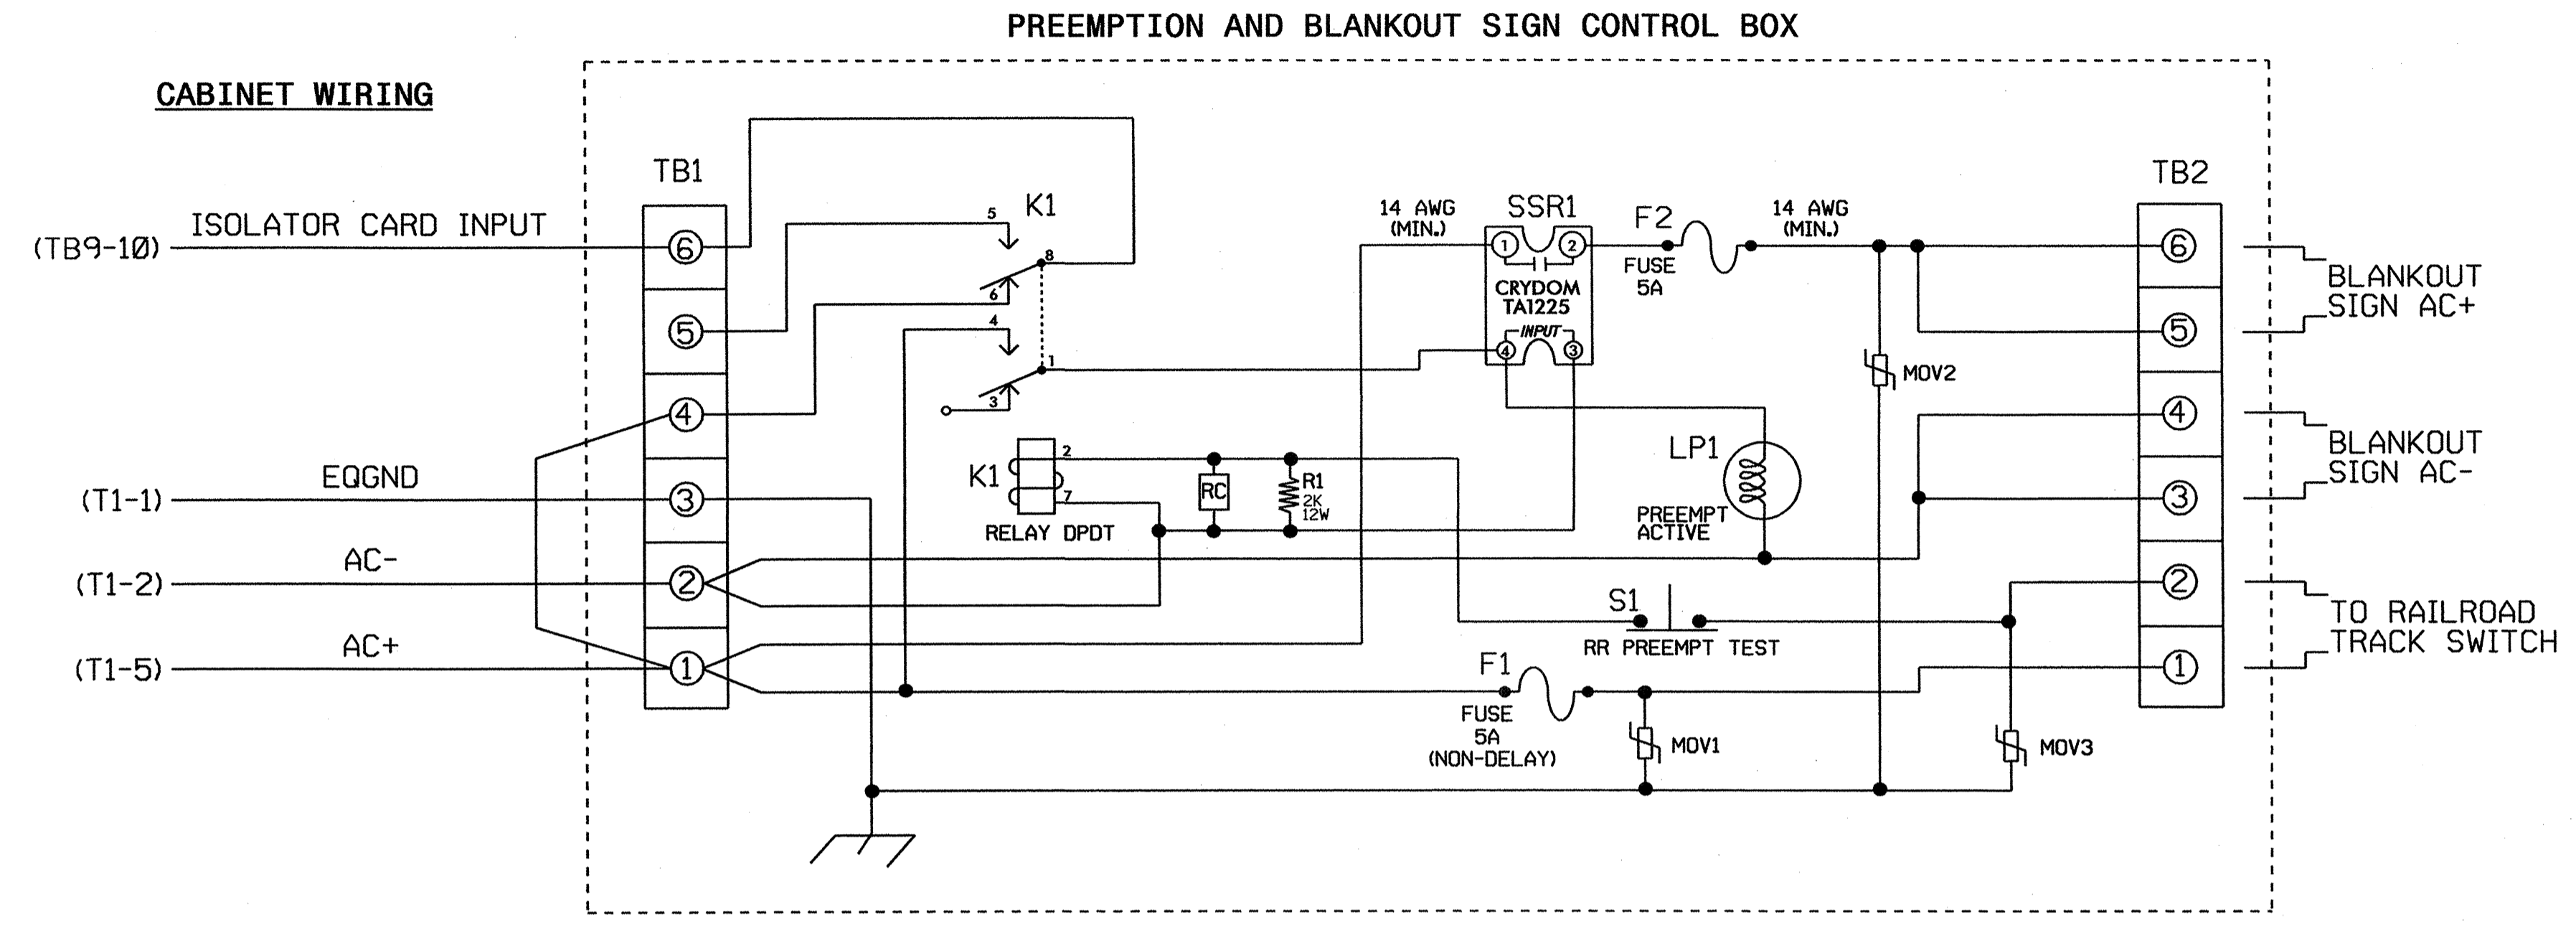 PREEMPTION AND BLANKOUT SIGN CONTROL BOX
CABINET WIRING
TB1
TB2
(TB9-10) ISOLATOR CARD INPUT
6
5
4
(T1-1) EQGND
3
(T1-2) AC-
2
(T1-5) AC+
1
K1
5
8
6
4
1
3
K1
2
7
RELAY DPDT
RC
R1
2K
12W
14 AWG
(MIN.)
SSR1
1
2
CRYDOM
TA1225
INPUT
4
3
F2
FUSE
5A
14 AWG
(MIN.)
MOV2
LP1
PREEMPT
ACTIVE
S1
RR PREEMPT TEST
F1
FUSE
5A
(NON-DELAY)
MOV1
MOV3
6
5
4
3
2
1
BLANKOUT
SIGN AC+
BLANKOUT
SIGN AC-
TO RAILROAD
TRACK SWITCH